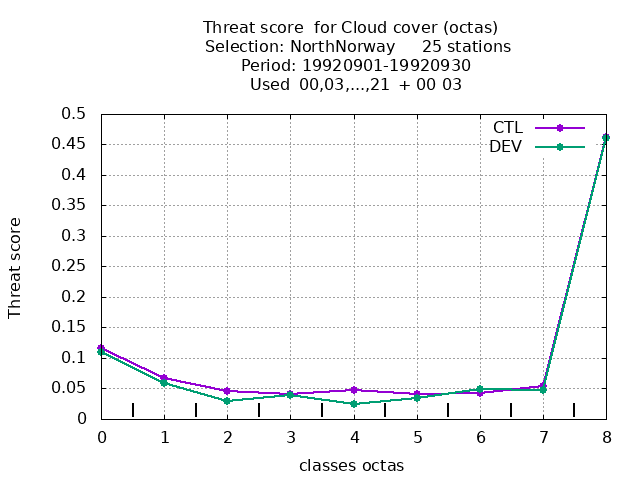 Threat score  for Cloud cover (octas)
Selection: NorthNorway     25 stations
Period: 19920901-19920930
Used  00,03,...,21  + 00 03
0.5
CTL
0.45
DEV
0.4
0.35
0.3
0.25
0.2
0.15
0.1
0.05
0
Threat score
0 1 2 3 4 5 6 7 8
classes octas